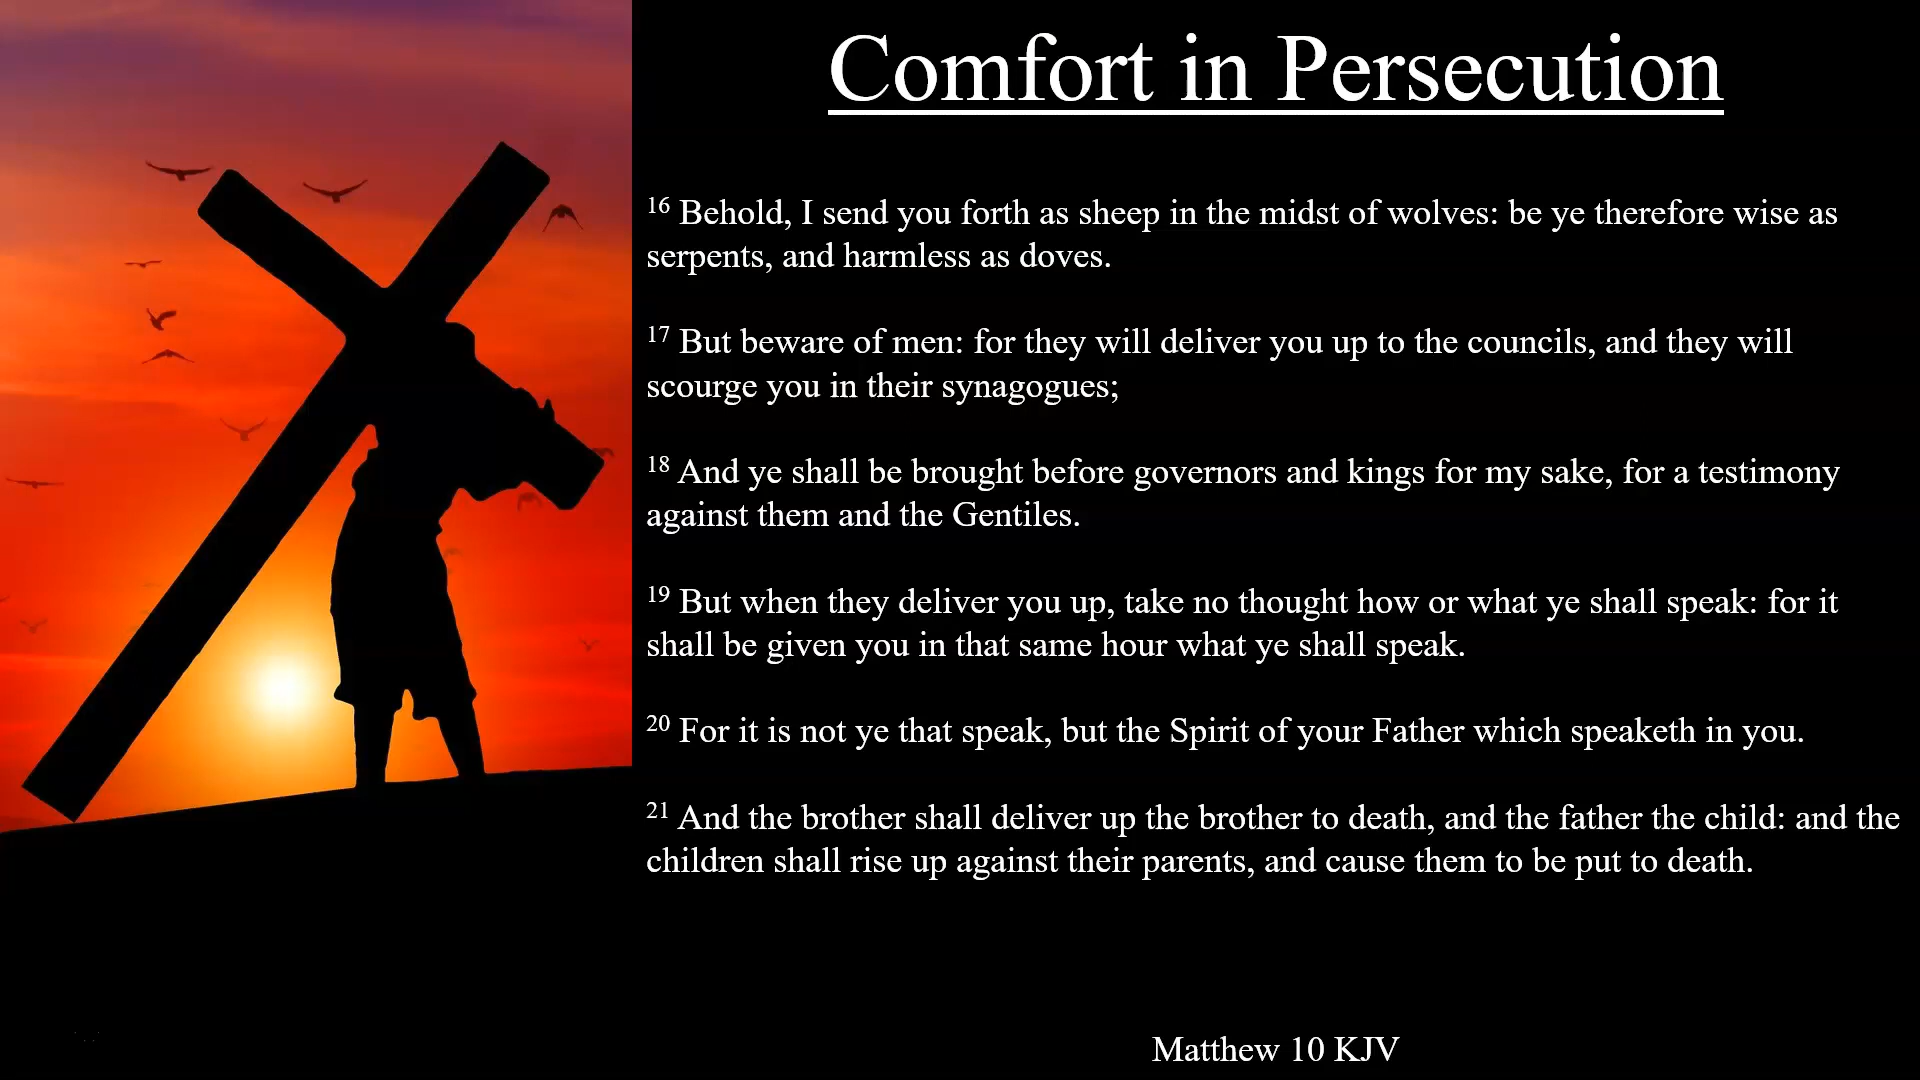 Comfort in Persecution
16 Behold, I send you forth as sheep in the midst of wolves: be ye therefore wise as
serpents, and harmless as doves.
17 But beware of men: for they will deliver you up to the councils, and they will
scourge you in their synagogues;
18 And ye shall be brought before governors and kings for my sake, for a testimony
against them and the Gentiles.
19 But when they deliver you up, take no thought how or what ye shall speak: for it
shall be given you in that same hour what ye shall speak.
20 For it is not ye that speak, but the Spirit of your Father which speaketh in you.
21 And the brother shall deliver up the brother to death, and the father the child: and the
children shall rise up against their parents, and cause them to be put to death.
Matthew 10 KJV